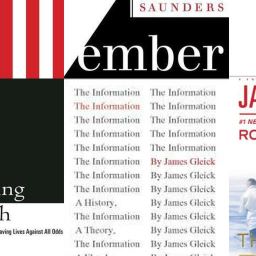 SAUNDERS
ember
The Information The Information
The Information The Information
The Information The Information
The Information The Information
The Information The Information
The Information By James Gleick
The Information By James Gleick
The Information By James Gleick
A History, By James Gleick
The Information By James Gleick
A Theory, By James Gleick
The Information By James Gleick
ing
h
aving Lives Against All Odds
JA
#1 NE
RO
TH